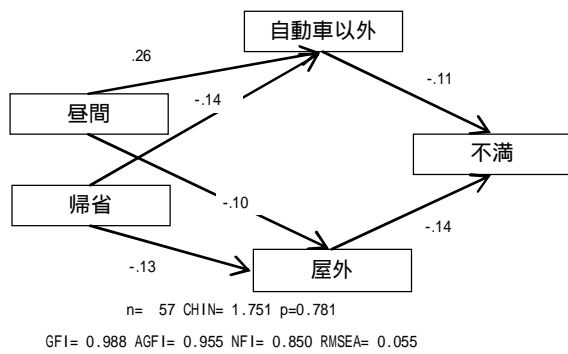 自動車以外
.26
-.11
-.14
昼間
不満
帰省
-.10
-.14
-.13
屋外
n= 57 CHIN= 1.751 p=0.781
GFI= 0.988 AGFI= 0.955 NFI= 0.850 RMSEA= 0.055